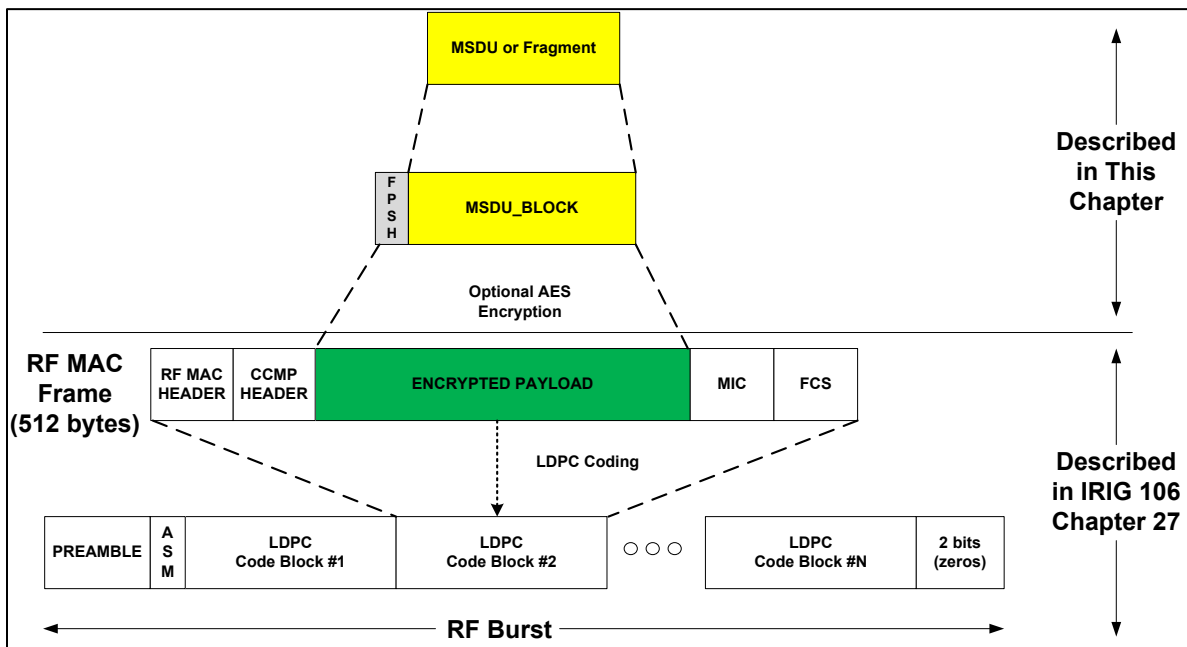 MSDU or Fragment
Described
in This
Chapter
F
P
S
H
MSDU_BLOCK
Optional AES
Encryption
RF MAC
Frame
(512 bytes)
RF MAC
HEADER
CCMP
HEADER
ENCRYPTED PAYLOAD
MIC
FCS
LDPC Coding
Described
in IRIG 106
Chapter 27
PREAMBLE
A
S
M
LDPC
Code Block #1
LDPC
Code Block #2
LDPC
Code Block #N
2 bits
(zeros)
RF Burst